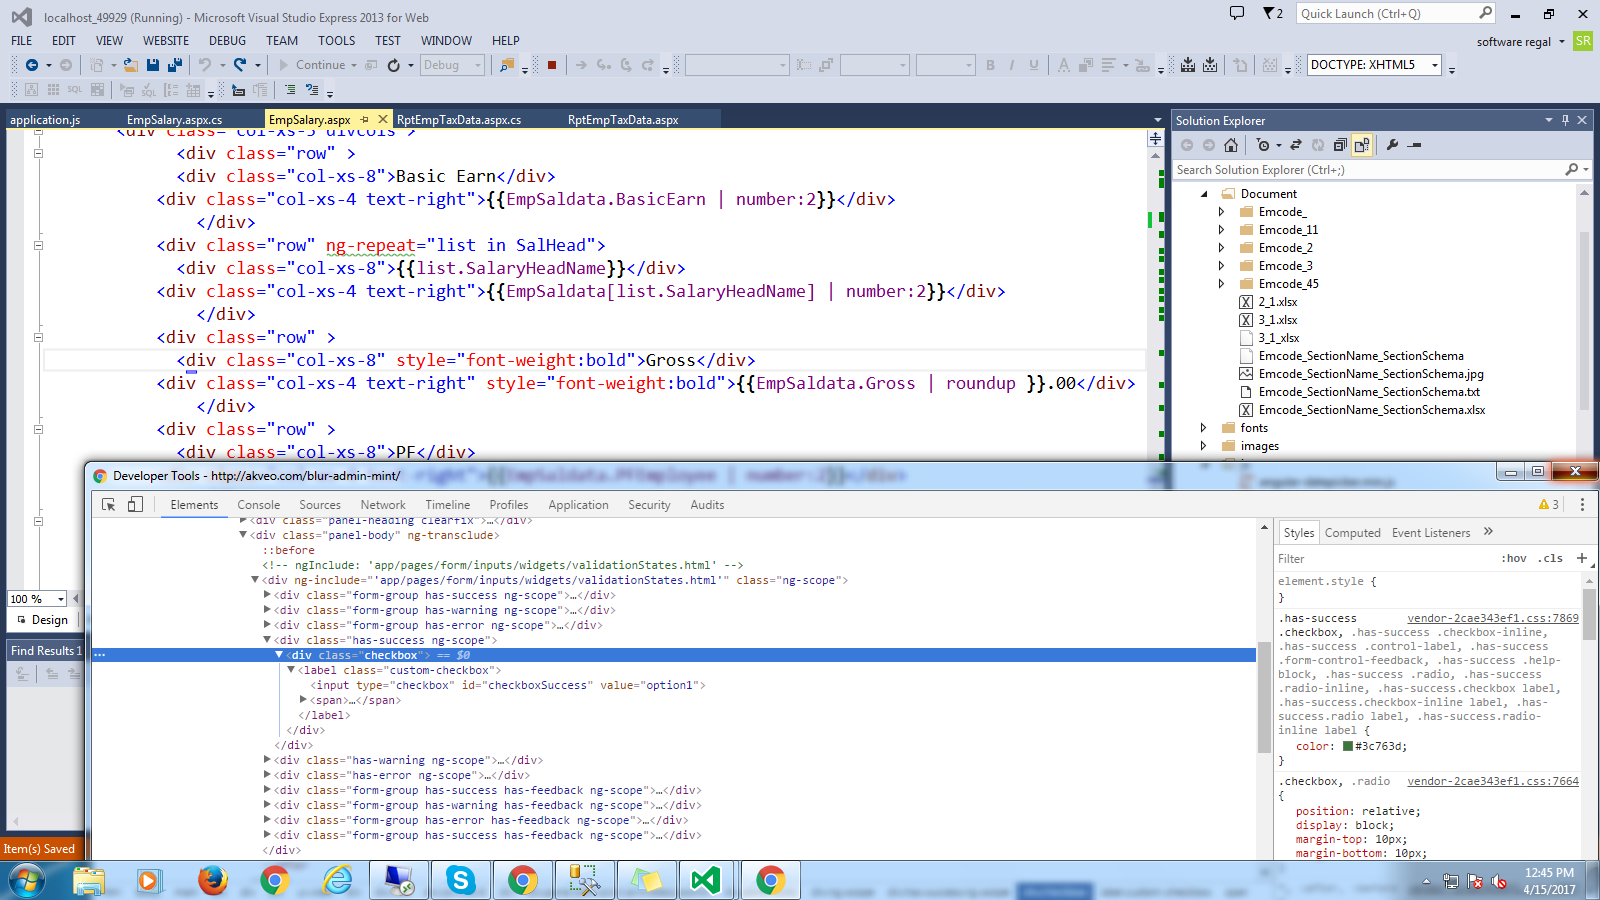 localhost_49929 (Running) - Microsoft Visual Studio Express 2013 for Web
2
Quick Launch (Ctrl+Q)
FILE EDIT VIEW WEBSITE DEBUG TEAM TOOLS TEST WINDOW HELP
software regal SR
Continue Debug DOCTYPE: XHTML5
application.js EmpSalary.aspx.cs EmpSalary.aspx RptEmpTaxData.aspx.cs RptEmpTaxData.aspx
<div class="col-xs-5 divcols">
<div class="row" >
<div class="col-xs-8">Basic Earn</div>
<div class="col-xs-4 text-right">{{EmpSaldata.BasicEarn | number:2}}</div>
</div>
<div class="row" ng-repeat="list in SalHead">
<div class="col-xs-8">{{list.SalaryHeadName}}</div>
<div class="col-xs-4 text-right">{{EmpSaldata[list.SalaryHeadName] | number:2}}</div>
</div>
<div class="row" >
<div class="col-xs-8" style="font-weight:bold">Gross</div>
<div class="col-xs-4 text-right" style="font-weight:bold">{{EmpSaldata.Gross | roundup }}.00</div>
</div>
<div class="row" >
<div class="col-xs-8">PF</div>
-right">{{EmpSaldata.PFEmployee | number:2}}</div>
100 %
Design
Find Results 1
Item(s) Saved
Solution Explorer
Search Solution Explorer (Ctrl+;)
Document
Emcode_
Emcode_11
Emcode_2
Emcode_3
Emcode_45
2_1.xlsx
3_1.xlsx
3_1_xlsx
Emcode_SectionName_SectionSchema
Emcode_SectionName_SectionSchema.jpg
Emcode_SectionName_SectionSchema.txt
Emcode_SectionName_SectionSchema.xlsx
fonts
images
Developer Tools - http://akveo.com/blur-admin-mint/
Elements Console Sources Network Timeline Profiles Application Security Audits 3
<div class="panel-heading clearfix">…</div>
<div class="panel-body" ng-transclude>
::before
<!-- ngInclude: 'app/pages/form/inputs/widgets/validationStates.html' -->
<div ng-include="'app/pages/form/inputs/widgets/validationStates.html'" class="ng-scope">
<div class="form-group has-success ng-scope">…</div>
<div class="form-group has-warning ng-scope">…</div>
<div class="form-group has-error ng-scope">…</div>
<div class="has-success ng-scope">
<div class="checkbox"> == $0
<label class="custom-checkbox">
<input type="checkbox" id="checkboxSuccess" value="option1">
<span>…</span>
</label>
</div>
</div>
<div class="has-warning ng-scope">…</div>
<div class="has-error ng-scope">…</div>
<div class="form-group has-success has-feedback ng-scope">…</div>
<div class="form-group has-warning has-feedback ng-scope">…</div>
<div class="form-group has-error has-feedback ng-scope">…</div>
<div class="form-group has-success has-feedback ng-scope">…</div>
</div>
Styles Computed Event Listeners »
Filter :hov .cls +
element.style {
}
.has-success vendor-2cae343ef1.css:7869
.checkbox, .has-success .checkbox-inline,
.has-success .control-label, .has-success
.form-control-feedback, .has-success .help-
block, .has-success .radio, .has-success
.radio-inline, .has-success.checkbox label,
.has-success.checkbox-inline label, .has-
success.radio label, .has-success.radio-
inline label {
color: #3c763d;
}
.checkbox, .radio vendor-2cae343ef1.css:7664
{
position: relative;
display: block;
margin-top: 10px;
margin-bottom: 10px;
12:45 PM
4/15/2017